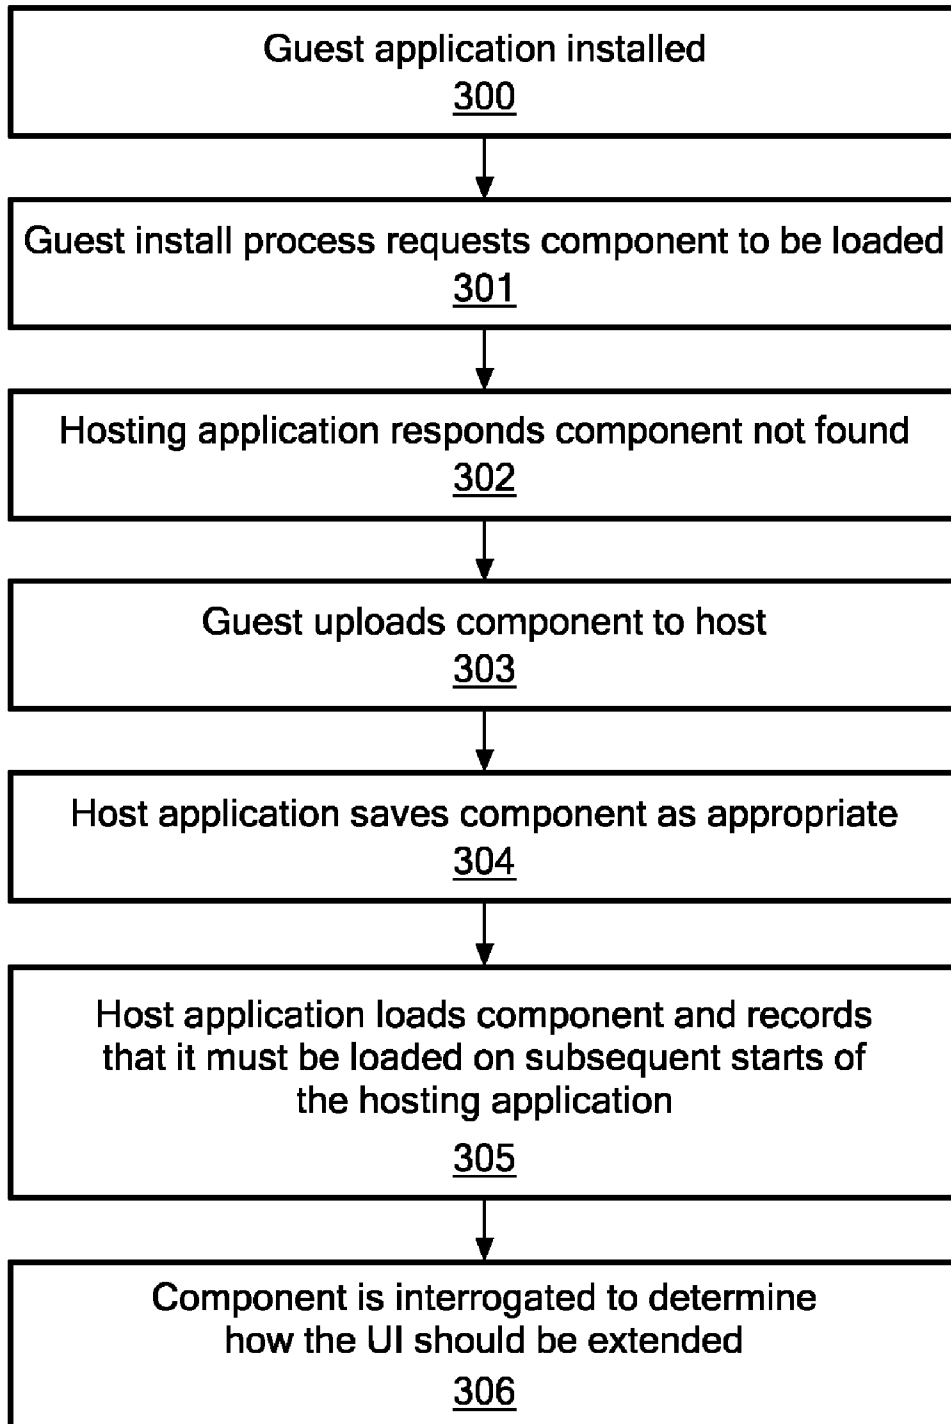 Guest application installed
300
Guest install process requests component to be loaded
301
Hosting application responds component not found
302
Guest uploads component to host
303
Host application saves component as appropriate
304
Host application loads component and records
that it must be loaded on subsequent starts of
the hosting application
305
Component is interrogated to determine
how the UI should be extended
306